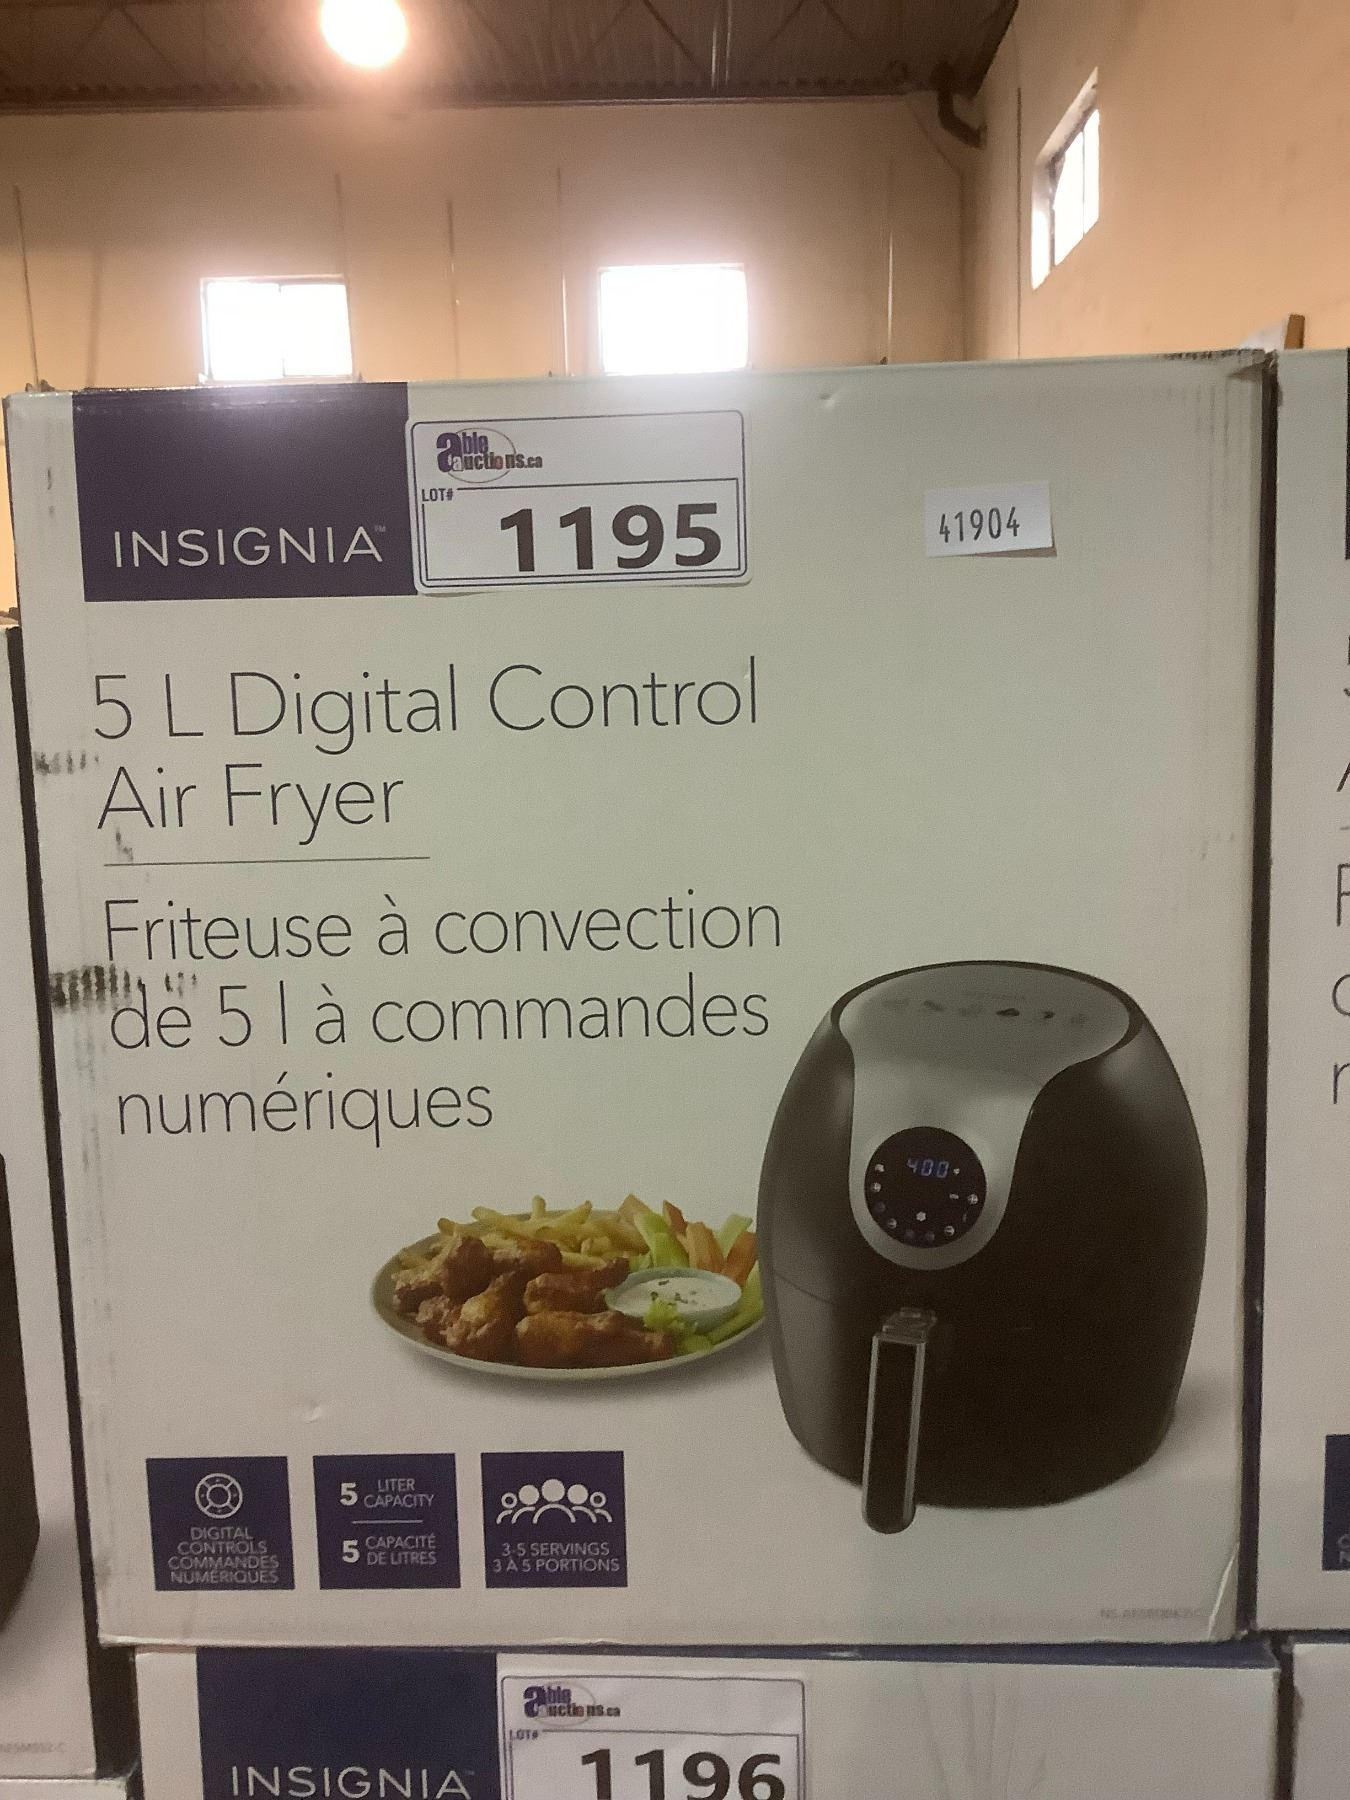 able
auctions.ca
LOT#
1195
INSIGNIA™
41904
5 L Digital Control
Air Fryer
Friteuse à convection
de 5 l à commandes
numériques
400
DIGITAL
CONTROLS
COMMANDES
NUMÉRIQUES
5 LITER
CAPACITY
5 CAPACITÉ
DE LITRES
3-5 SERVINGS
3 À 5 PORTIONS
able
auctions.ca
LOT#
1196
INSIGNIA